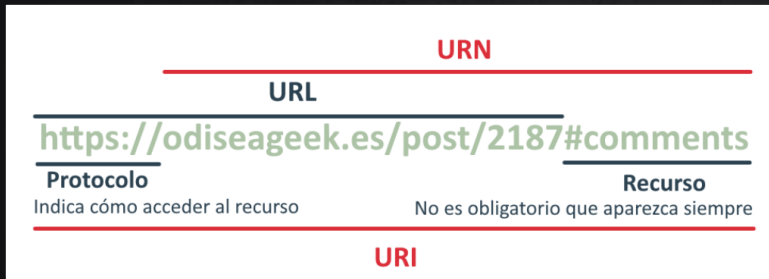 URN
URL
https://odiseageek.es/post/2187#comments
Protocolo
Recurso
Indica cómo acceder al recurso
No es obligatorio que aparezca siempre
URI